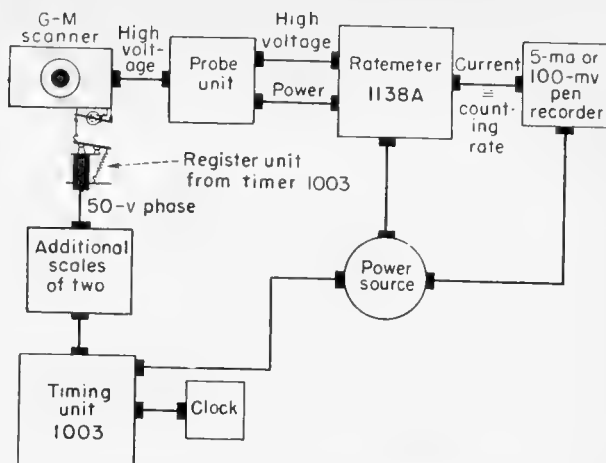 G-M
scanner
High
volt-
age
Probe
unit
High
voltage
Power
Ratemeter
1138A
Current
≡
count-
ing
rate
5-ma or
100-mv
pen
recorder
Register unit
from timer 1003
50-v phase
Additional
scales
of two
Power
source
Timing
unit
1003
Clock